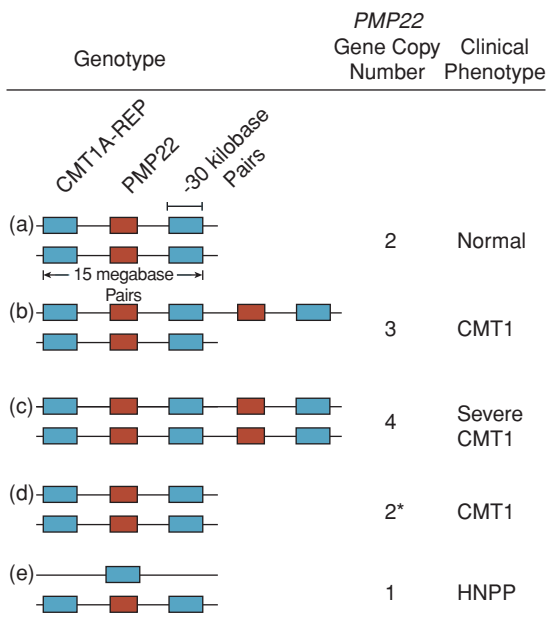 PMP22
Genotype
Gene Copy Clinical
Number Phenotype
CMT1A-REP
PMP22
-30 kilobase
Pairs
(a)
2 Normal
15 megabase
Pairs
(b)
3 CMT1
(c)
4 Severe
CMT1
(d)
2* CMT1
(e)
1 HNPP